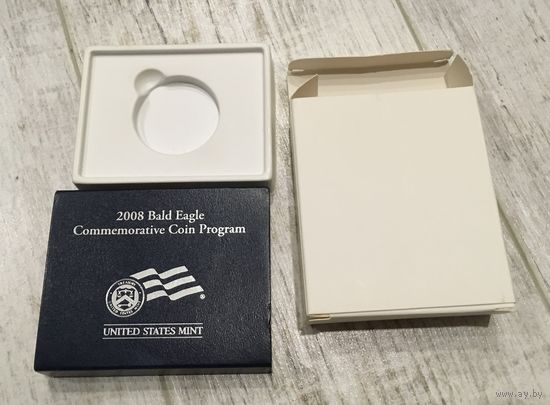 2008 Bald Eagle
Commemorative Coin Program
UNITED STATES MINT
www.ay.by